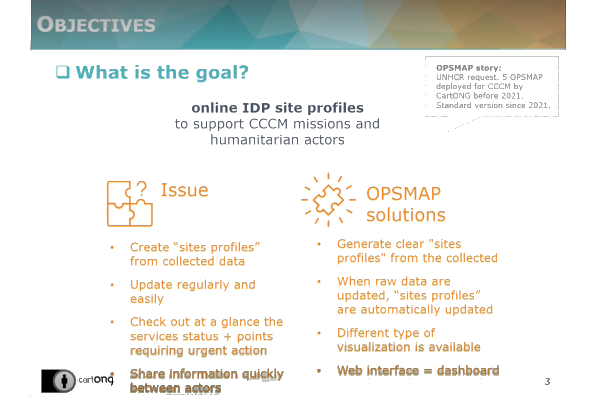 OBJECTIVES
What is the goal?
OPSMAP story:
UNHCR request. 5 OPSMAP
deployed for CCCM by
CartONG before 2021.
Standard version since 2021.
online IDP site profiles
to support CCCM missions and
humanitarian actors
Issue
• Create “sites profiles”
from collected data
• Update regularly and
easily
• Check out at a glance the
services status + points
requiring urgent action
• Share information quickly
between actors
OPSMAP
solutions
• Generate clear "sites
profiles" from the collected
• When raw data are
updated, “sites profiles”
are automatically updated
• Different type of
visualization is available
• Web interface = dashboard
cartong
3